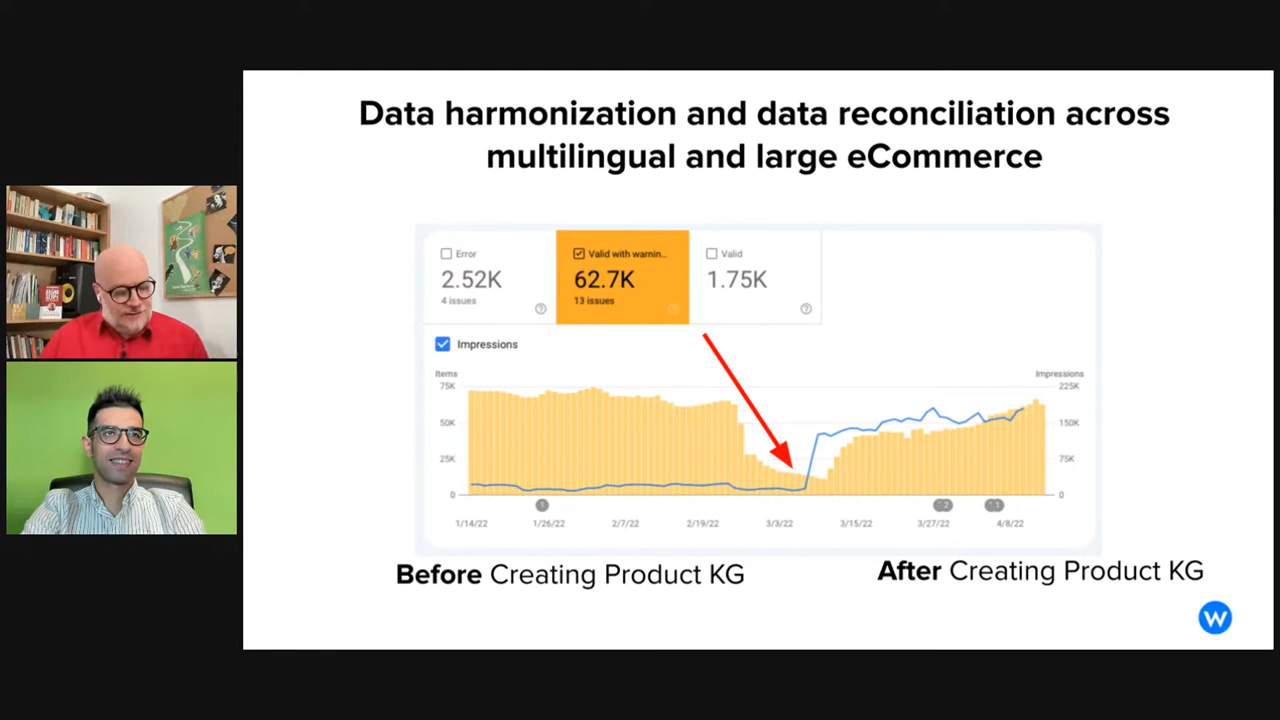 Data harmonization and data reconciliation across
multilingual and large eCommerce
Error
2.52K
4 issues
Valid with warnin...
62.7K
13 issues
Valid
1.75K
Impressions
Items
Impressions
75K
225K
50K
150K
25K
75K
0
0
1
2
1
1/14/22
1/26/22
2/7/22
2/19/22
3/3/22
3/15/22
3/27/22
4/8/22
Before Creating Product KG
After Creating Product KG
W